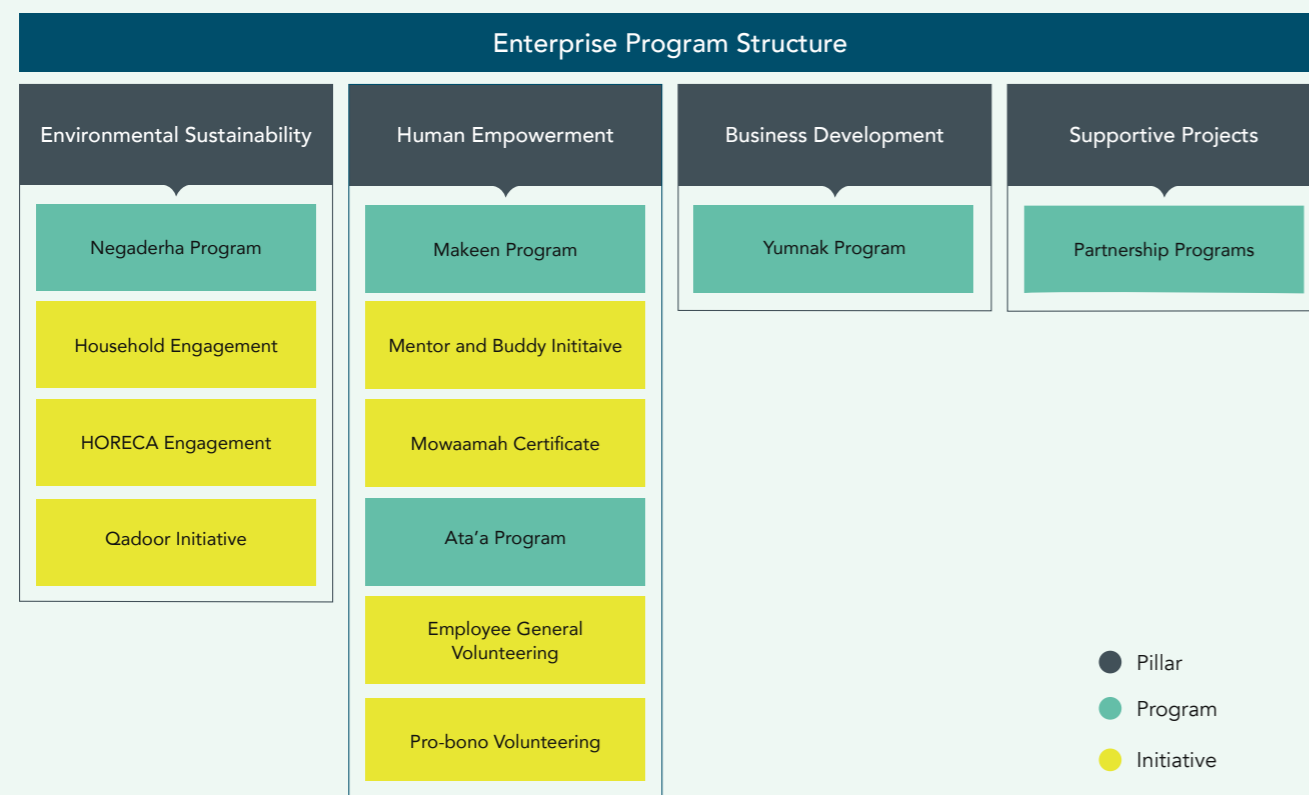 Enterprise Program Structure
Environmental Sustainability
Negaderha Program
Household Engagement
HORECA Engagement
Qadoor Initiative
Human Empowerment
Makeen Program
Mentor and Buddy Inititaive
Mowaamah Certificate
Ata’a Program
Employee General
Volunteering
Pro-bono Volunteering
Business Development
Yumnak Program
Supportive Projects
Partnership Programs
Pillar
Program
Initiative